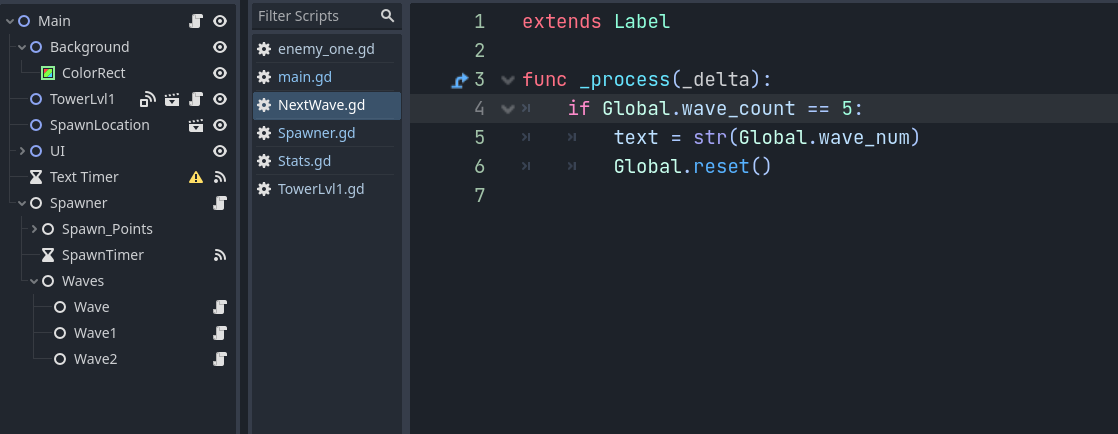 Main
Background
ColorRect
TowerLvl1
SpawnLocation
UI
Text Timer
Spawner
Spawn_Points
SpawnTimer
Waves
Wave
Wave1
Wave2
Filter Scripts
enemy_one.gd
main.gd
NextWave.gd
Spawner.gd
Stats.gd
TowerLvl1.gd
1 extends Label
2
3 func _process(_delta):
4 if Global.wave_count == 5:
5 text = str(Global.wave_num)
6 Global.reset()
7